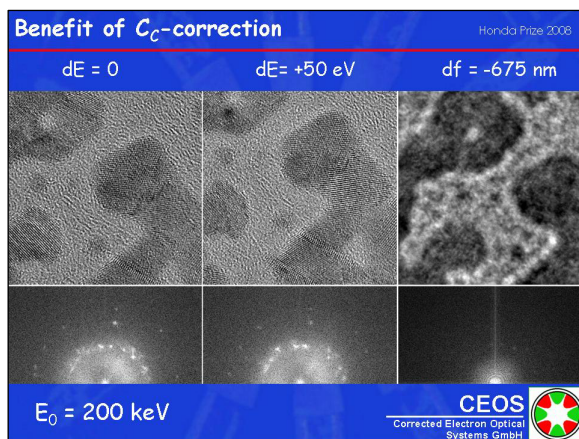 Benefit of C_C-correction
Honda Prize 2008
dE = 0
dE= +50 eV
df = -675 nm
E₀ = 200 keV
CEOS
Corrected Electron Optical
Systems GmbH